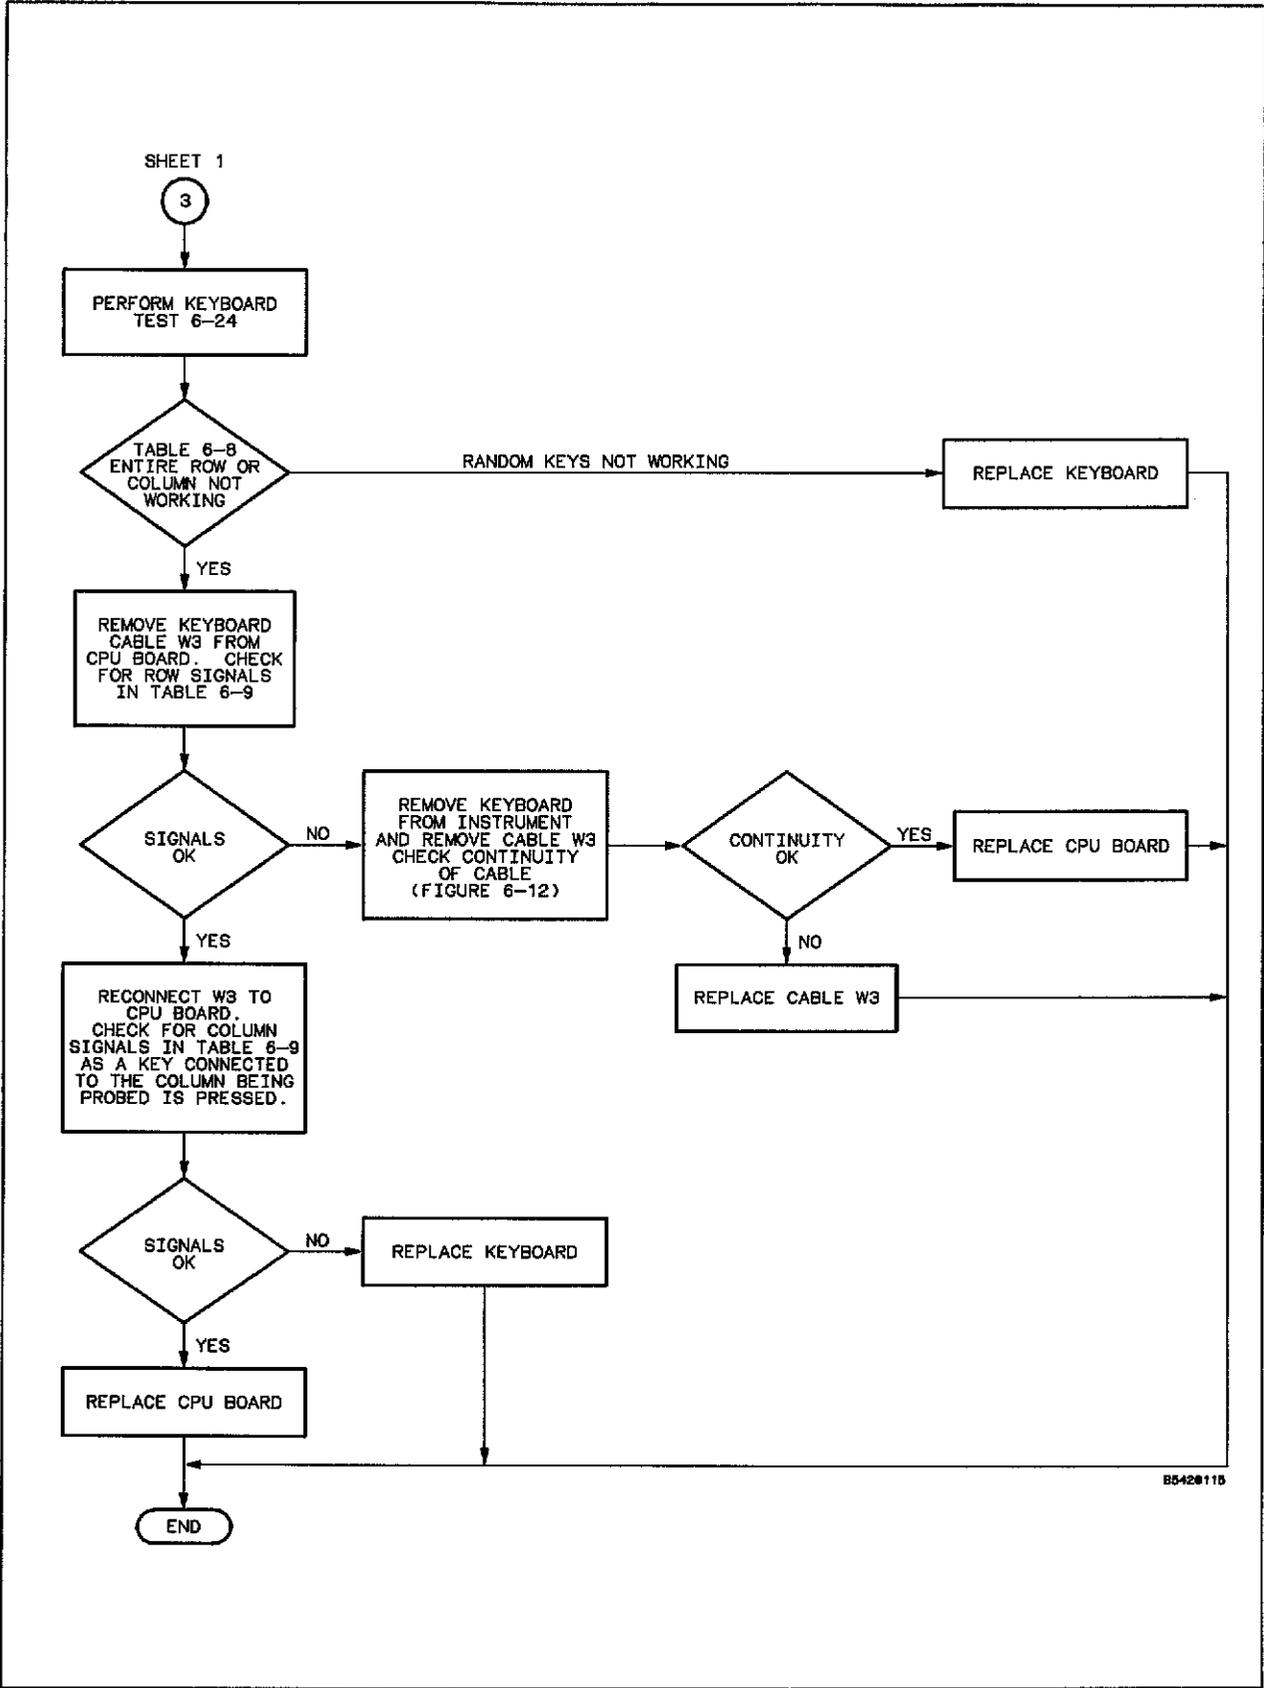 SHEET 1
3
PERFORM KEYBOARD
TEST 6-24
TABLE 6-8
ENTIRE ROW OR
COLUMN NOT
WORKING
RANDOM KEYS NOT WORKING
REPLACE KEYBOARD
YES
REMOVE KEYBOARD
CABLE W3 FROM
CPU BOARD. CHECK
FOR ROW SIGNALS
IN TABLE 6-9
SIGNALS
OK
NO
REMOVE KEYBOARD
FROM INSTRUMENT
AND REMOVE CABLE W3
CHECK CONTINUITY
OF CABLE
(FIGURE 6-12)
CONTINUITY
OK
YES
REPLACE CPU BOARD
NO
REPLACE CABLE W3
YES
RECONNECT W3 TO
CPU BOARD.
CHECK FOR COLUMN
SIGNALS IN TABLE 6-9
AS A KEY CONNECTED
TO THE COLUMN BEING
PROBED IS PRESSED.
SIGNALS
OK
NO
REPLACE KEYBOARD
YES
REPLACE CPU BOARD
B5420115
END